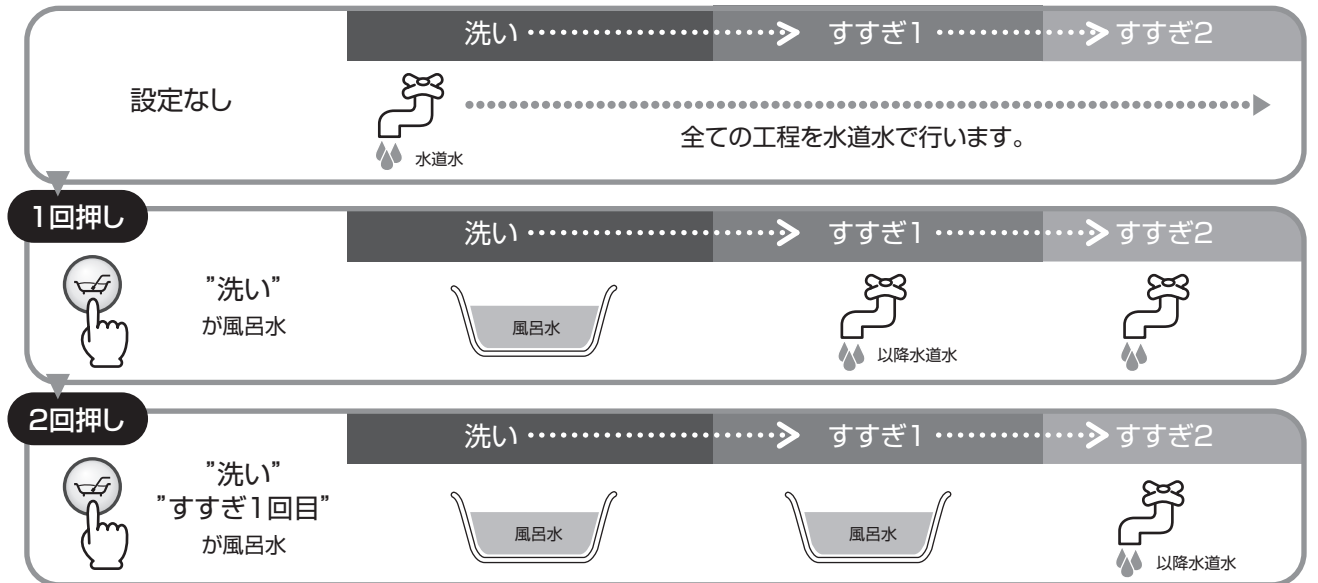 洗い すすぎ1 すすぎ2
設定なし
水道水
全ての工程を水道水で行います。
1回押し
洗い すすぎ1 すすぎ2
”洗い”
が風呂水
風呂水
以降水道水
2回押し
洗い すすぎ1 すすぎ2
”洗い”
”すすぎ1回目”
が風呂水
風呂水
風呂水
以降水道水